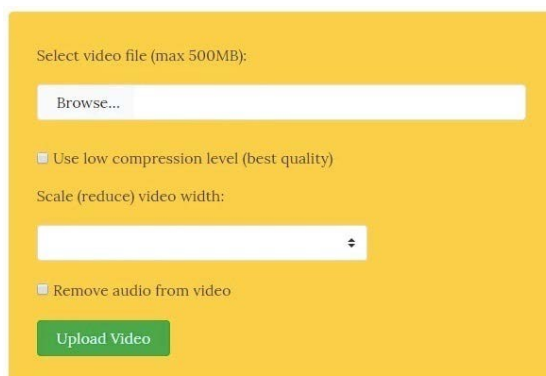 Select video file (max 500MB):
Browse...
Use low compression level (best quality)
Scale (reduce) video width:
Remove audio from video
Upload Video